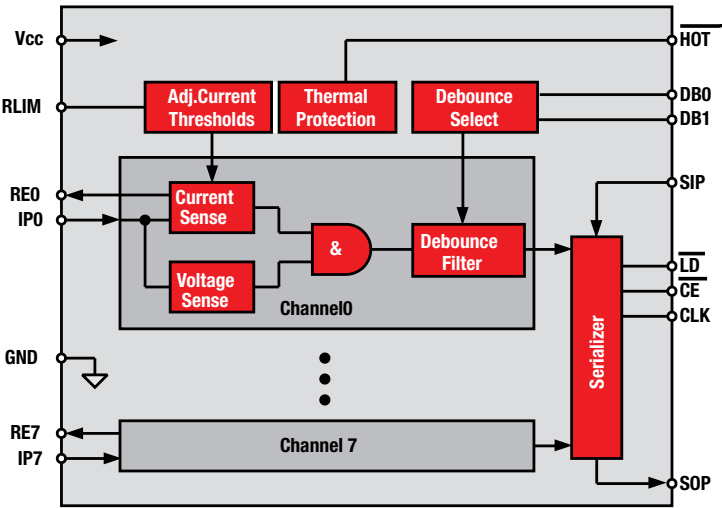 Vcc
HOT
RLIM
Adj.Current
Thresholds
Thermal
Protection
Debounce
Select
DB0
DB1
RE0
IP0
Current
Sense
&
Debounce
Filter
SIP
Voltage
Sense
Channel0
LD
CE
CLK
GND
Serializer
RE7
IP7
Channel 7
SOP